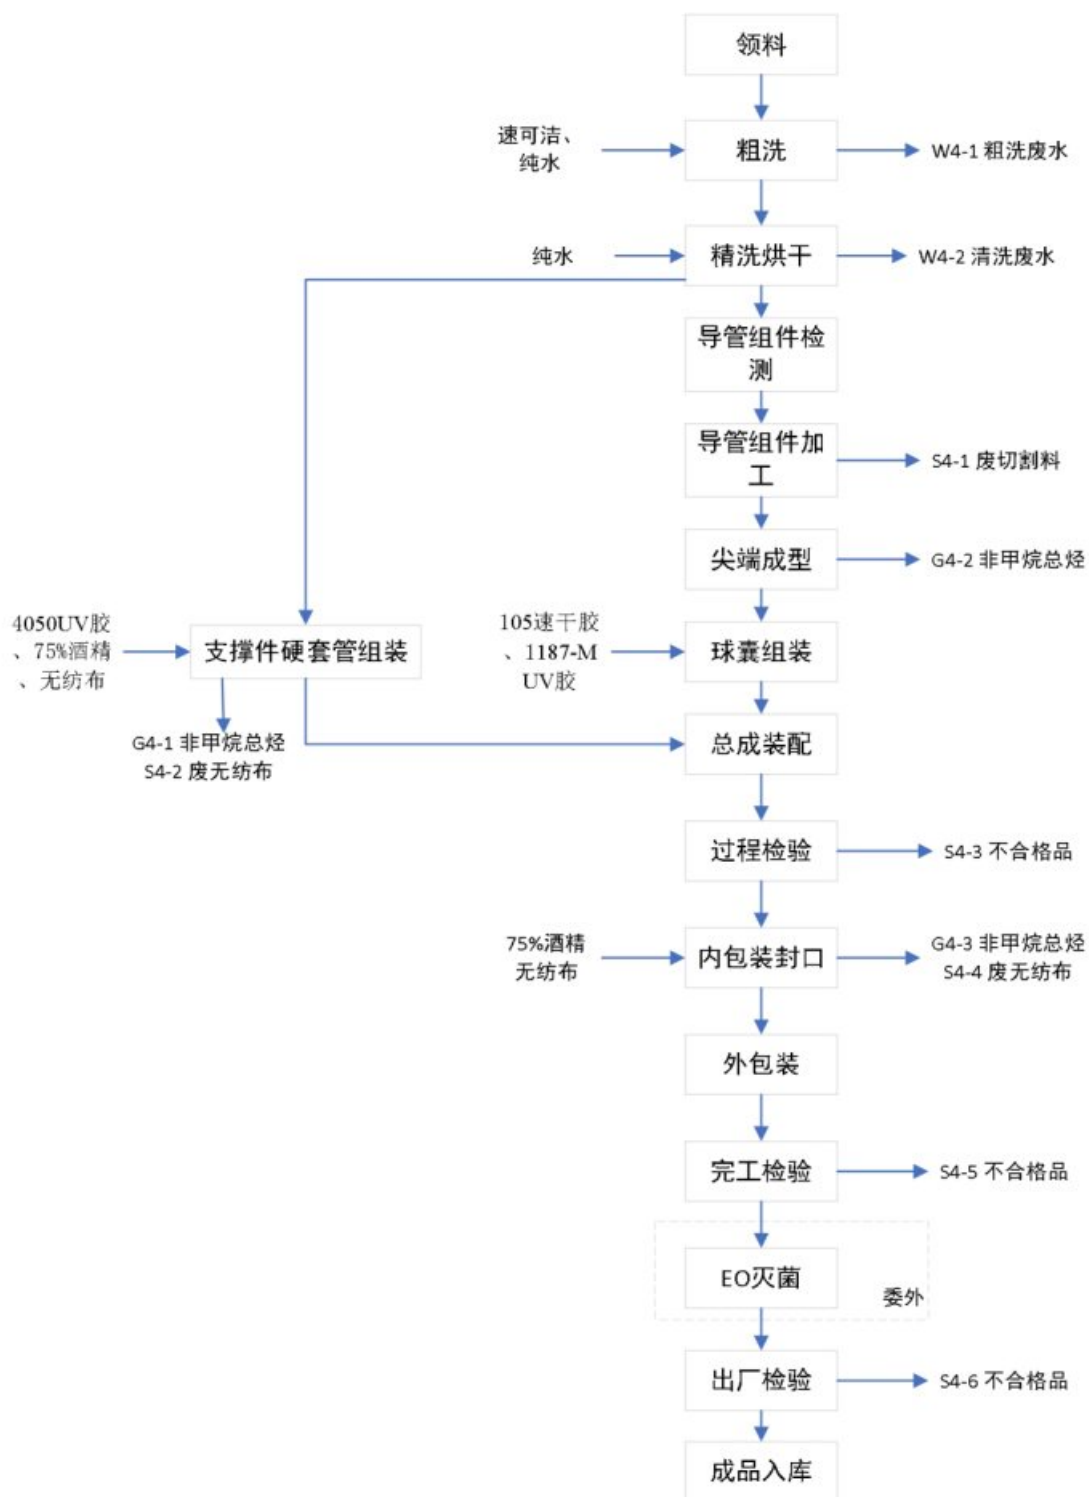 领料
速可洁、
纯水
粗洗
W4-1 粗洗废水
纯水
精洗烘干
W4-2 清洗废水
导管组件检
测
导管组件加
工
S4-1 废切割料
尖端成型
G4-2 非甲烷总烃
4050UV胶
、75%酒精
、无纺布
支撑件硬套管组装
105速干胶
、1187-M
UV胶
球囊组装
G4-1 非甲烷总烃
S4-2 废无纺布
总成装配
过程检验
S4-3 不合格品
75%酒精
无纺布
内包装封口
G4-3 非甲烷总烃
S4-4 废无纺布
外包装
完工检验
S4-5 不合格品
EO灭菌
委外
出厂检验
S4-6 不合格品
成品入库